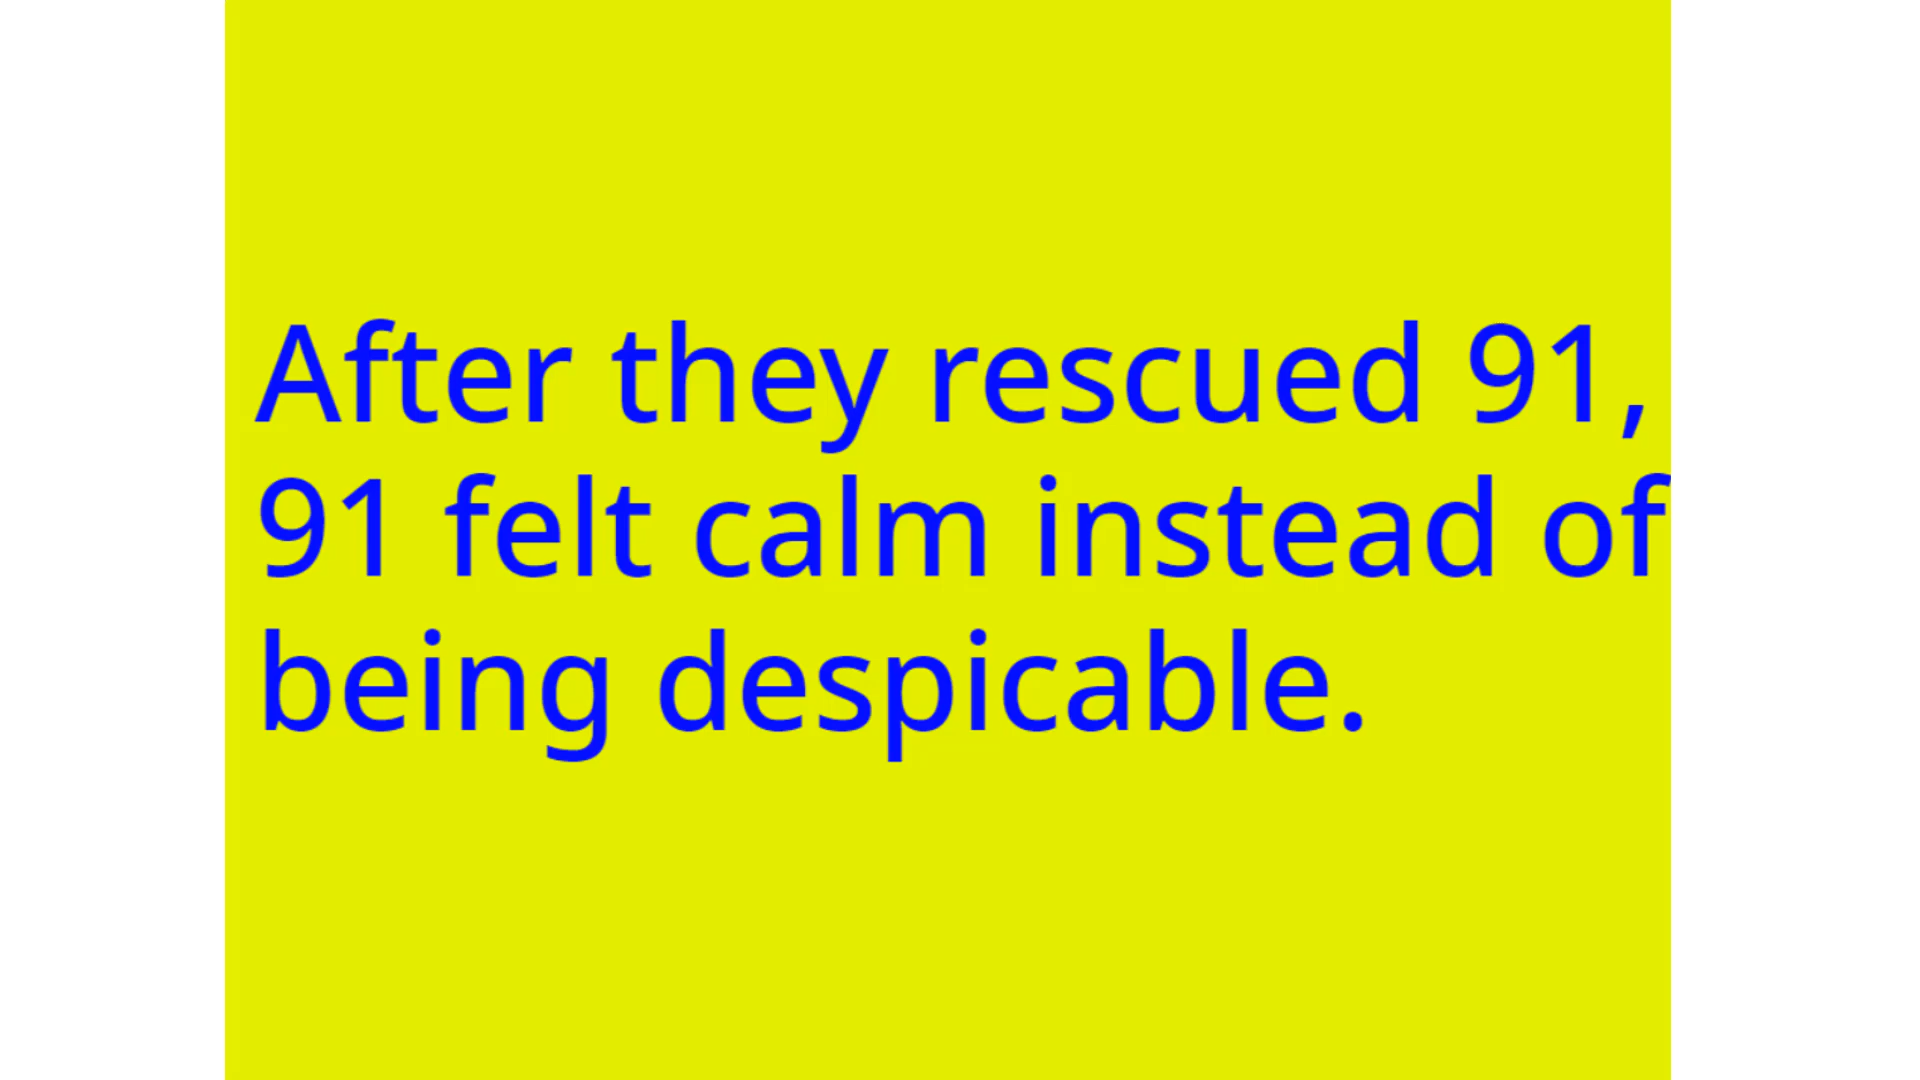 After they rescued 91,
91 felt calm instead of
being despicable.